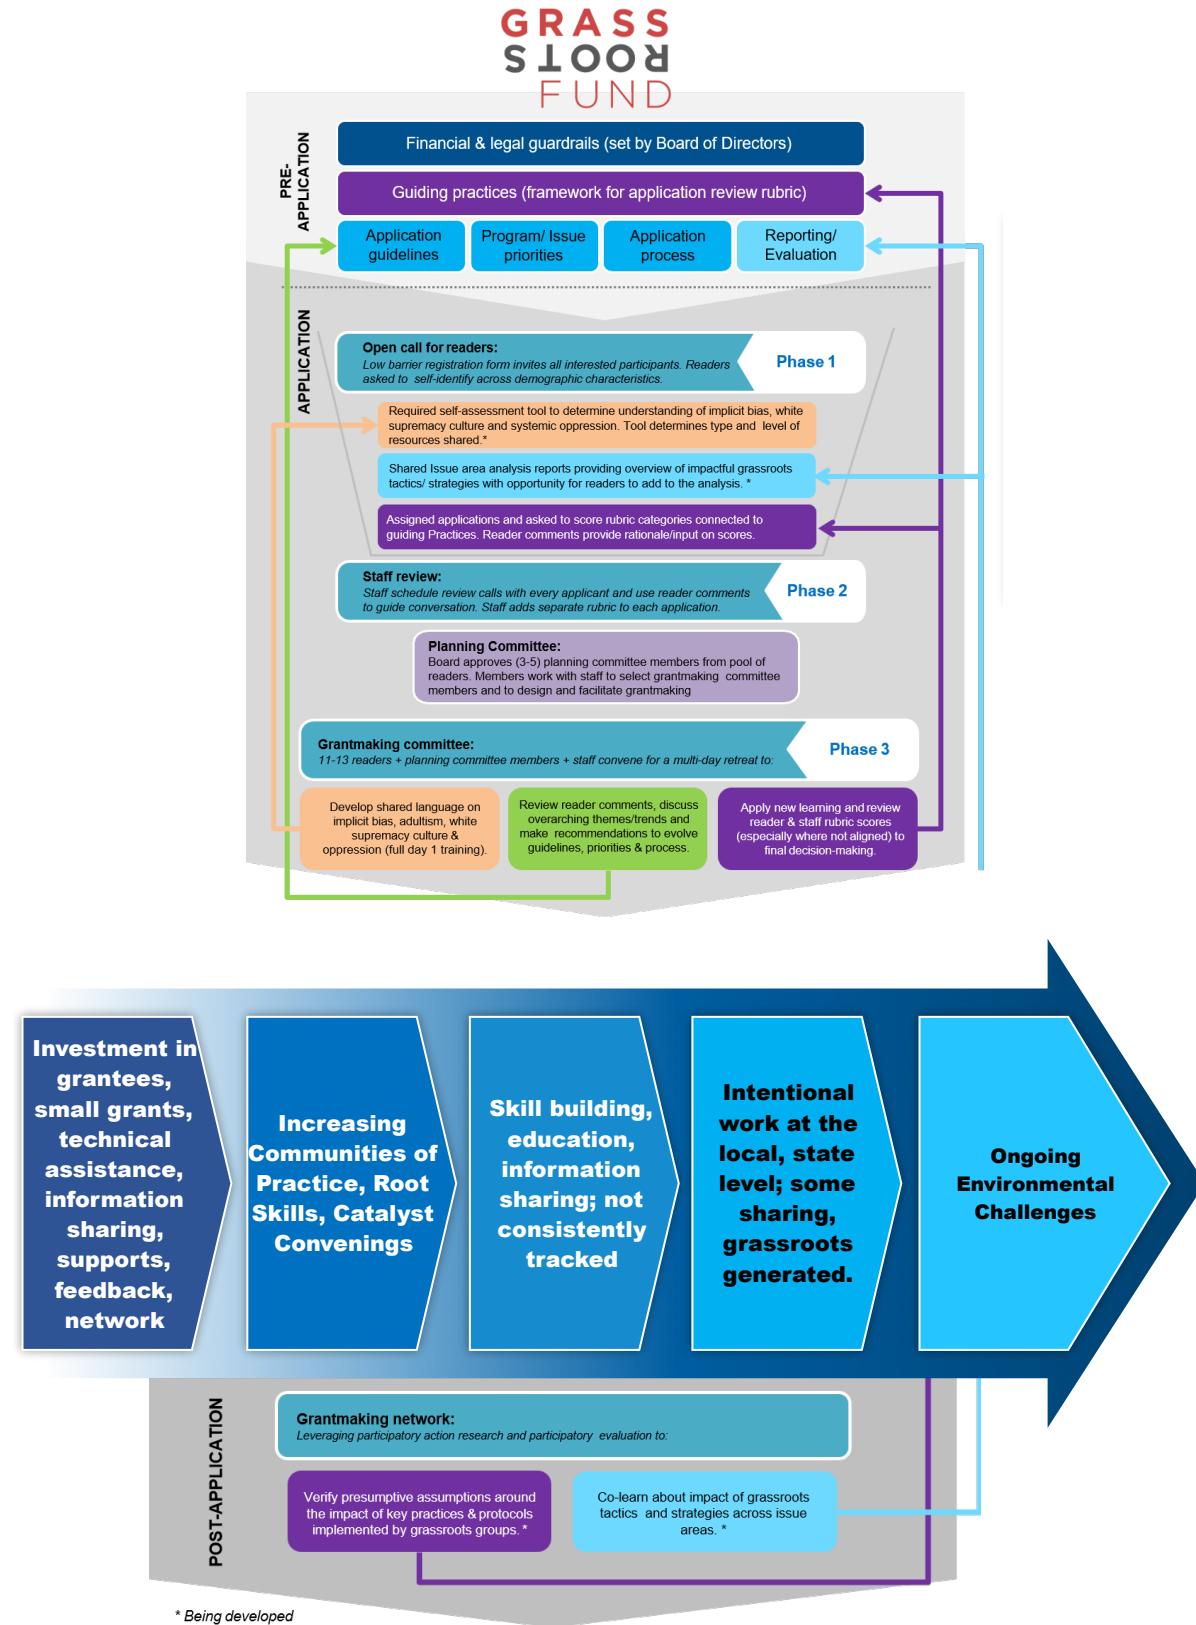 GRASS
ROOTS
FUND
PRE-
APPLICATION
Financial & legal guardrails (set by Board of Directors)
Guiding practices (framework for application review rubric)
Application
guidelines
Program/ Issue
priorities
Application
process
Reporting/
Evaluation
APPLICATION
Open call for readers:
Low barrier registration form invites all interested participants. Readers
asked to self-identify across demographic characteristics.
Phase 1
Required self-assessment tool to determine understanding of implicit bias, white
supremacy culture and systemic oppression. Tool determines type and level of
resources shared.*
Shared Issue area analysis reports providing overview of impactful grassroots
tactics/ strategies with opportunity for readers to add to the analysis. *
Assigned applications and asked to score rubric categories connected to
guiding Practices. Reader comments provide rationale/input on scores.
Staff review:
Staff schedule review calls with every applicant and use reader comments
to guide conversation. Staff adds separate rubric to each application.
Phase 2
Planning Committee:
Board approves (3-5) planning committee members from pool of
readers. Members work with staff to select grantmaking committee
members and to design and facilitate grantmaking
Grantmaking committee:
11-13 readers + planning committee members + staff convene for a multi-day retreat to:
Phase 3
Develop shared language on
implicit bias, adultism, white
supremacy culture &
oppression (full day 1 training).
Review reader comments, discuss
overarching themes/trends and
make recommendations to evolve
guidelines, priorities & process.
Apply new learning and review
reader & staff rubric scores
(especially where not aligned) to
final decision-making.
Investment in
grantees,
small grants,
technical
assistance,
information
sharing,
supports,
feedback,
network
Increasing
Communities of
Practice, Root
Skills, Catalyst
Convenings
Skill building,
education,
information
sharing; not
consistently
tracked
Intentional
work at the
local, state
level; some
sharing,
grassroots
generated.
Ongoing
Environmental
Challenges
POST-APPLICATION
Grantmaking network:
Leveraging participatory action research and participatory evaluation to:
Verify presumptive assumptions around
the impact of key practices & protocols
implemented by grassroots groups. *
Co-learn about impact of grassroots
tactics and strategies across issue
areas. *
* Being developed